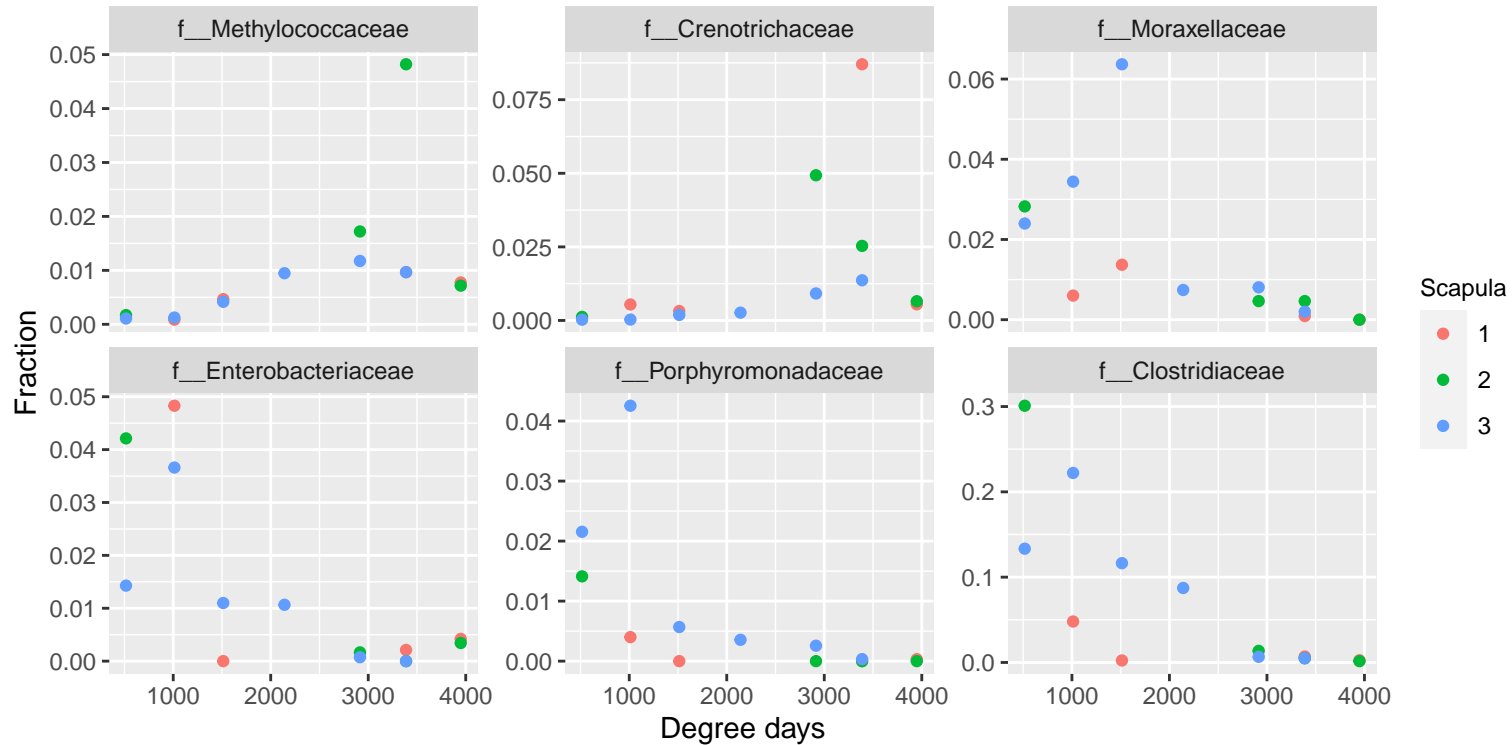 f__Methylococcaceae
f__Crenotrichaceae
f__Moraxellaceae
0.05
0.04
0.03
0.02
0.01
0.00
0.075
0.050
0.025
0.000
0.06
0.04
0.02
0.00
f__Enterobacteriaceae
f__Porphyromonadaceae
f__Clostridiaceae
0.05
0.04
0.03
0.02
0.01
0.00
0.04
0.03
0.02
0.01
0.00
0.3
0.2
0.1
0.0
1000 2000 3000 4000
1000 2000 3000 4000
1000 2000 3000 4000
Degree days
Fraction
Scapula
1
2
3